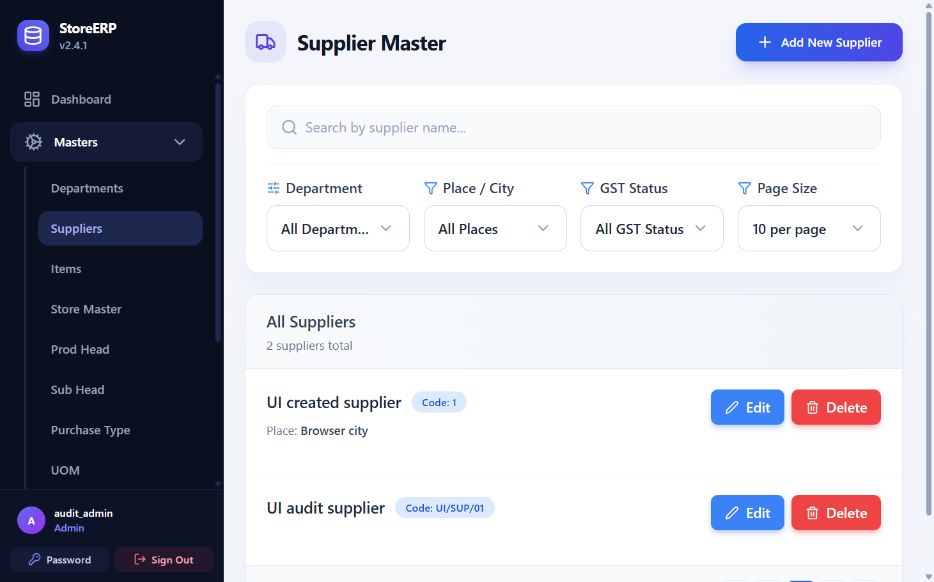 StoreERP
v2.4.1
Dashboard
Masters
Departments
Suppliers
Items
Store Master
Prod Head
Sub Head
Purchase Type
UOM
A
audit_admin
Admin
Password
Sign Out
Supplier Master
Add New Supplier
Search by supplier name...
Department
Place / City
GST Status
Page Size
All Departm...
All Places
All GST Status
10 per page
All Suppliers
2 suppliers total
UI created supplier
Code: 1
Place: Browser city
Edit
Delete
UI audit supplier
Code: UI/SUP/01
Edit
Delete